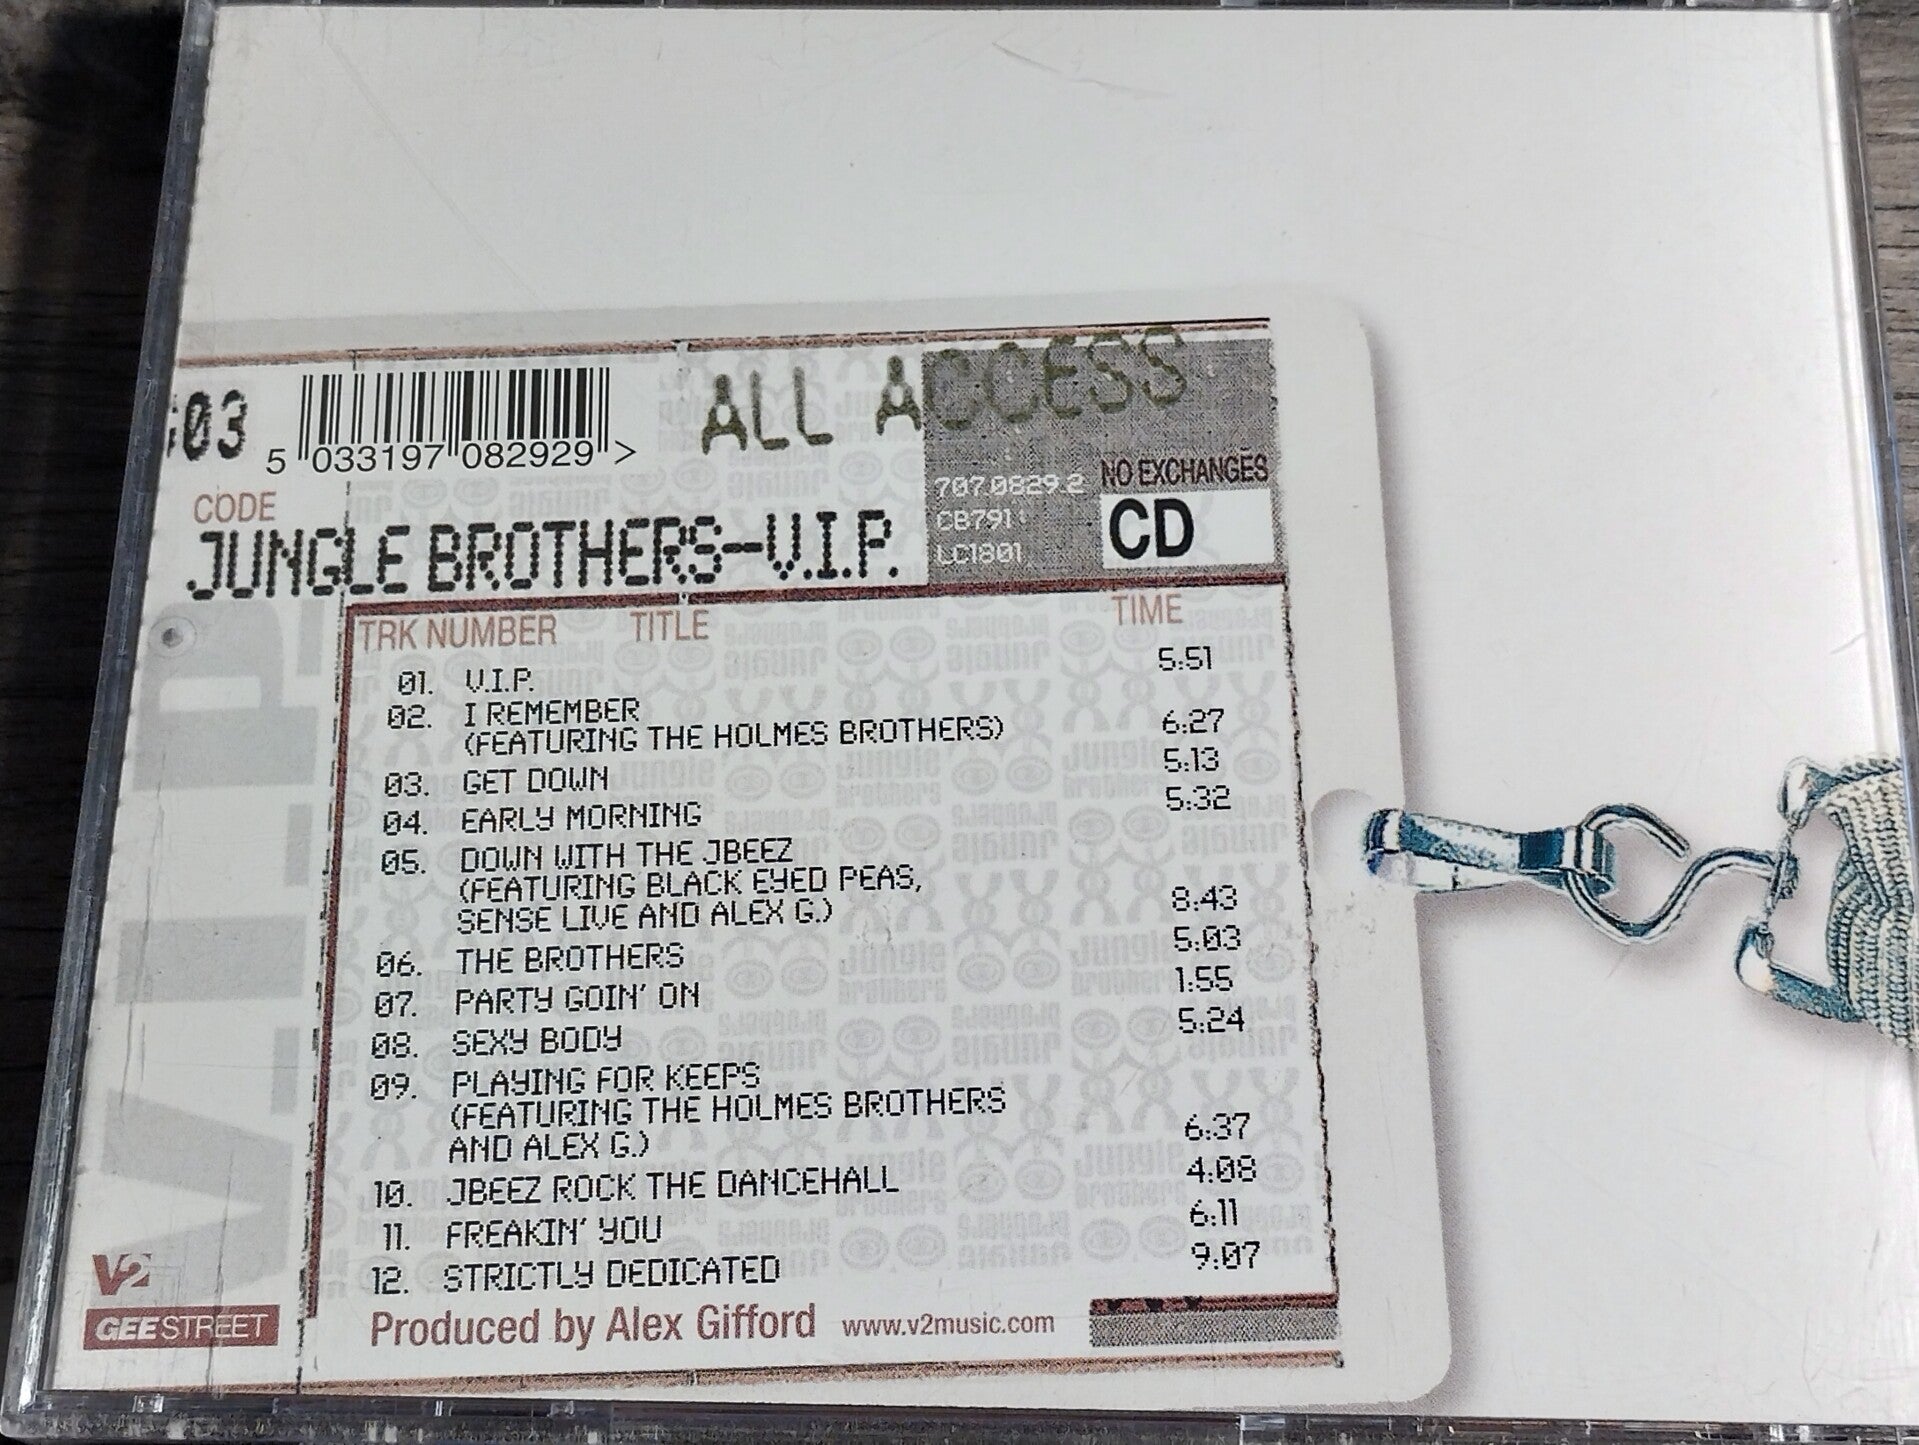 :03
5 033197 082929 >
ALL ACCESS
707.0829.2
CB791
LC1801
NO EXCHANGES
CD
CODE
JUNGLE BROTHERS-V.I.P.
V.I.P
TRK NUMBER TITLE TIME
01. V.I.P. 5:51
02. I REMEMBER
(FEATURING THE HOLMES BROTHERS) 6:27
03. GET DOWN 5:13
04. EARLY MORNING 5:32
05. DOWN WITH THE JBEEZ
(FEATURING BLACK EYED PEAS,
SENSE LIVE AND ALEX G.) 8:43
06. THE BROTHERS 5:03
07. PARTY GOIN' ON 1:55
08. SEXY BODY 5:24
09. PLAYING FOR KEEPS
(FEATURING THE HOLMES BROTHERS
AND ALEX G.) 6:37
10. JBEEZ ROCK THE DANCEHALL 4:08
11. FREAKIN' YOU 6:11
12. STRICTLY DEDICATED 9:07
V2
GEESTREET
Produced by Alex Gifford www.v2music.com